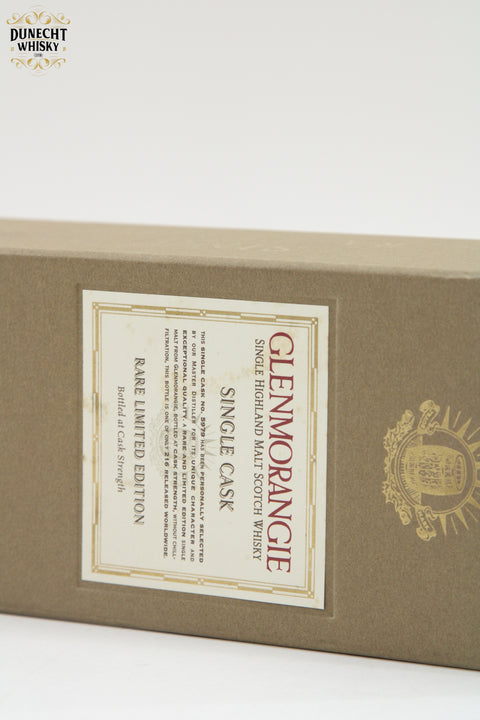 DUNECHT
WHISKY
GLENMORANGIE
SINGLE HIGHLAND MALT SCOTCH WHISKY
SINGLE CASK
THIS SINGLE CASK NO. 5979 HAS BEEN PERSONALLY SELECTED
BY OUR MASTER DISTILLER FOR ITS UNIQUE CHARACTER AND
EXCEPTIONAL QUALITY. A RARE AND LIMITED EDITION SINGLE
MALT FROM GLENMORANGIE, BOTTLED AT CASK STRENGTH, WITHOUT CHILL-
FILTRATION, THIS BOTTLE IS ONE OF ONLY 216 RELEASED WORLDWIDE.
RARE LIMITED EDITION
Bottled at Cask Strength